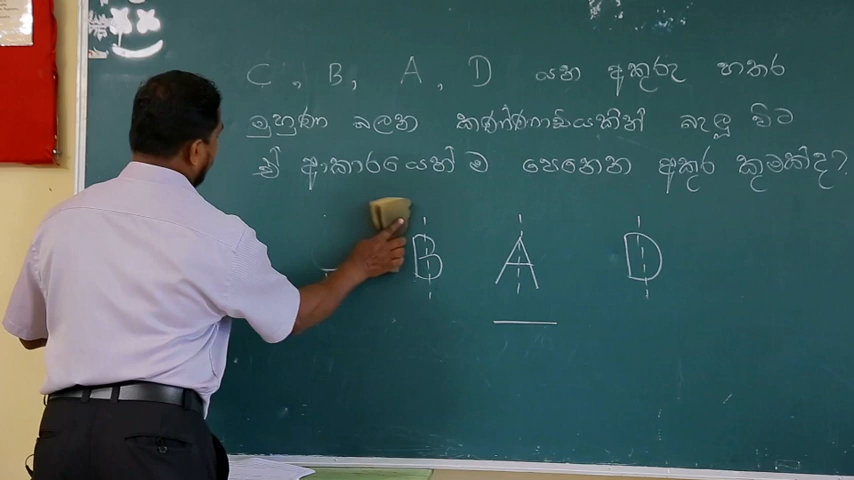 C, B, A, D යන අකුරු හතර
මුහුණ බලන කණ්ණාඩියකින් බැලූ විට
ඒ ආකාරයෙන් ම පෙනෙන අකුර කුමක්ද?
B A D